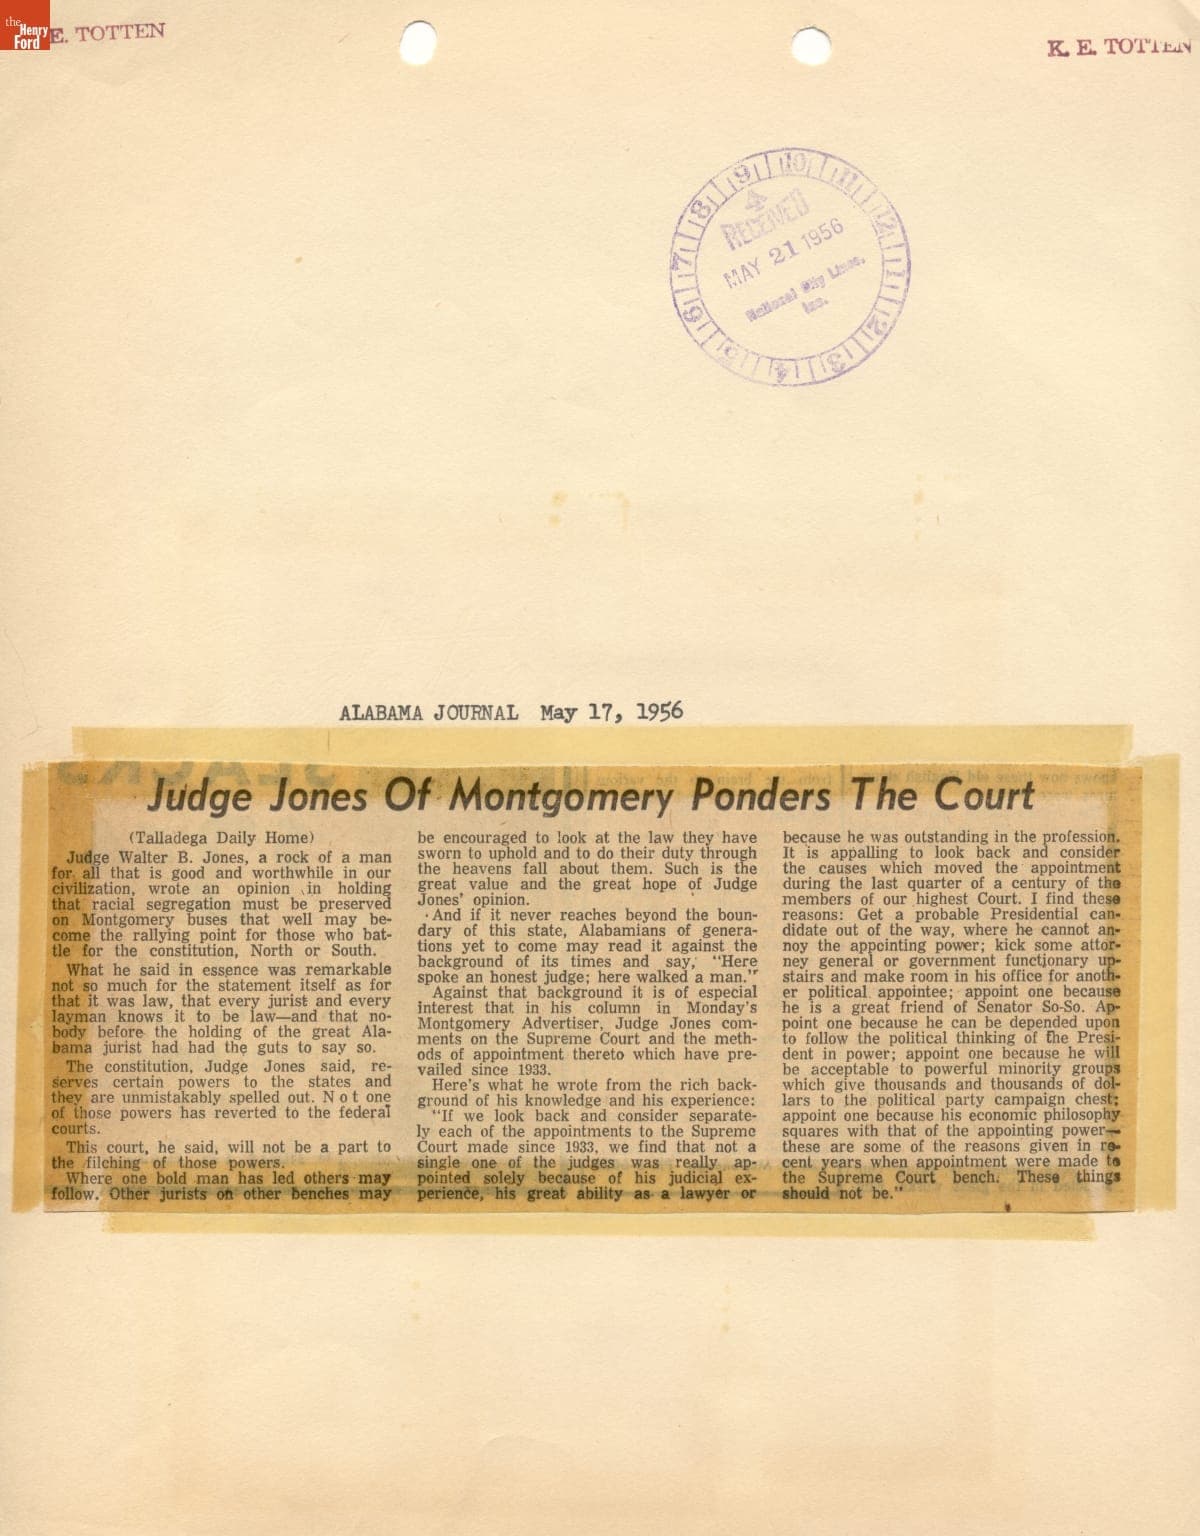 the
Henry
Ford
E. TOTTEN
K. E. TOTTEN
9 10 11 12 1 2 3 4 5 6 7 8
RECEIVED
MAY 21 1956
National City Lines,
Inc.
ALABAMA JOURNAL May 17, 1956
Judge Jones Of Montgomery Ponders The Court
(Talladega Daily Home)
Judge Walter B. Jones, a rock of a man
for all that is good and worthwhile in our
civilization, wrote an opinion in holding
that racial segregation must be preserved
on Montgomery buses that well may be-
come the rallying point for those who bat-
tle for the constitution, North or South.
What he said in essence was remarkable
not so much for the statement itself as for
that it was law, that every jurist and every
layman knows it to be law—and that no-
body before the holding of the great Ala-
bama jurist had had the guts to say so.
The constitution, Judge Jones said, re-
serves certain powers to the states and
they are unmistakably spelled out. Not one
of those powers has reverted to the federal
courts.
This court, he said, will not be a part to
the filching of those powers.
Where one bold man has led others may
follow. Other jurists on other benches may
be encouraged to look at the law they have
sworn to uphold and to do their duty through
the heavens fall about them. Such is the
great value and the great hope of Judge
Jones' opinion.
And if it never reaches beyond the boun-
dary of this state, Alabamians of genera-
tions yet to come may read it against the
background of its times and say, "Here
spoke an honest judge; here walked a man."
Against that background it is of especial
interest that in his column in Monday's
Montgomery Advertiser, Judge Jones com-
ments on the Supreme Court and the meth-
ods of appointment thereto which have pre-
vailed since 1933.
Here's what he wrote from the rich back-
ground of his knowledge and his experience:
"If we look back and consider separate-
ly each of the appointments to the Supreme
Court made since 1933, we find that not a
single one of the judges was really ap-
pointed solely because of his judicial ex-
perience, his great ability as a lawyer or
because he was outstanding in the profession.
It is appalling to look back and consider
the causes which moved the appointment
during the last quarter of a century of the
members of our highest Court. I find these
reasons: Get a probable Presidential can-
didate out of the way, where he cannot an-
noy the appointing power; kick some attor-
ney general or government functionary up-
stairs and make room in his office for anoth-
er political appointee; appoint one because
he is a great friend of Senator So-So. Ap-
point one because he can be depended upon
to follow the political thinking of the Presi-
dent in power; appoint one because he will
be acceptable to powerful minority groups
which give thousands and thousands of dol-
lars to the political party campaign chest;
appoint one because his economic philosophy
squares with that of the appointing power—
these are some of the reasons given in re-
cent years when appointment were made to
the Supreme Court bench. These things
should not be."